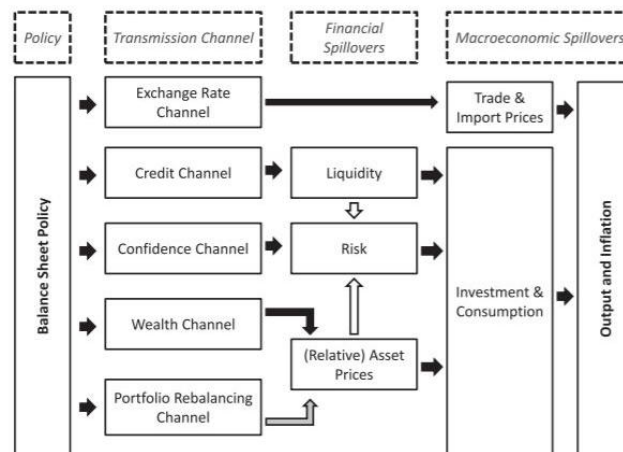 Policy
Transmission Channel
Financial
Spillovers
Macroeconomic Spillovers
Balance Sheet Policy
Exchange Rate
Channel
Trade &
Import Prices
Credit Channel
Liquidity
Confidence Channel
Risk
Wealth Channel
(Relative) Asset
Prices
Portfolio Rebalancing
Channel
Investment &
Consumption
Output and Inflation